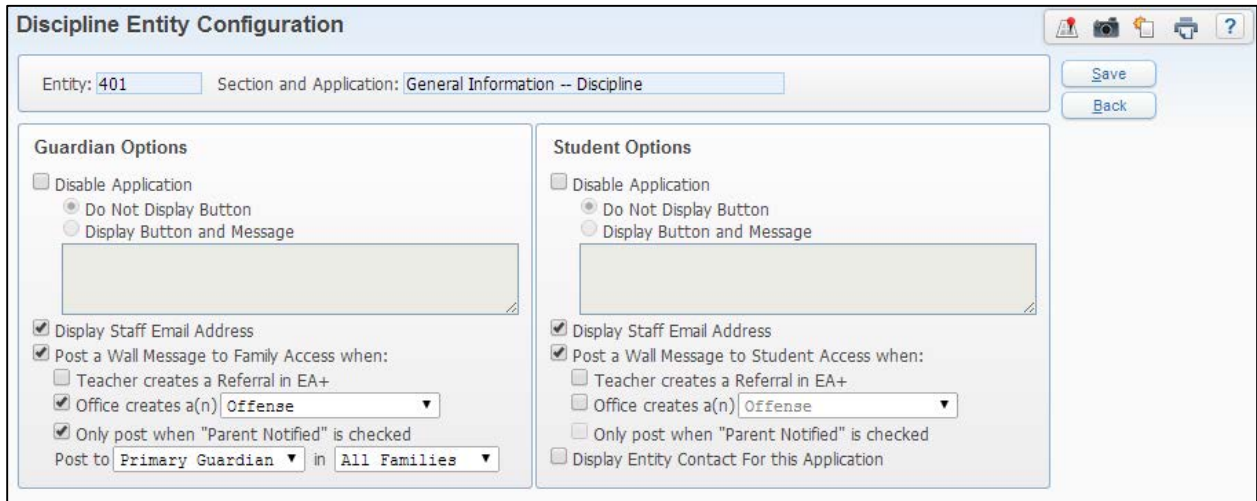 Discipline Entity Configuration
?
Entity: 401 Section and Application: General Information -- Discipline
Save
Back
Guardian Options
Disable Application
Do Not Display Button
Display Button and Message
Display Staff Email Address
Post a Wall Message to Family Access when:
Teacher creates a Referral in EA+
Office creates a(n) Offense
Only post when "Parent Notified" is checked
Post to Primary Guardian in All Families
Student Options
Disable Application
Do Not Display Button
Display Button and Message
Display Staff Email Address
Post a Wall Message to Student Access when:
Teacher creates a Referral in EA+
Office creates a(n) Offense
Only post when "Parent Notified" is checked
Display Entity Contact For this Application